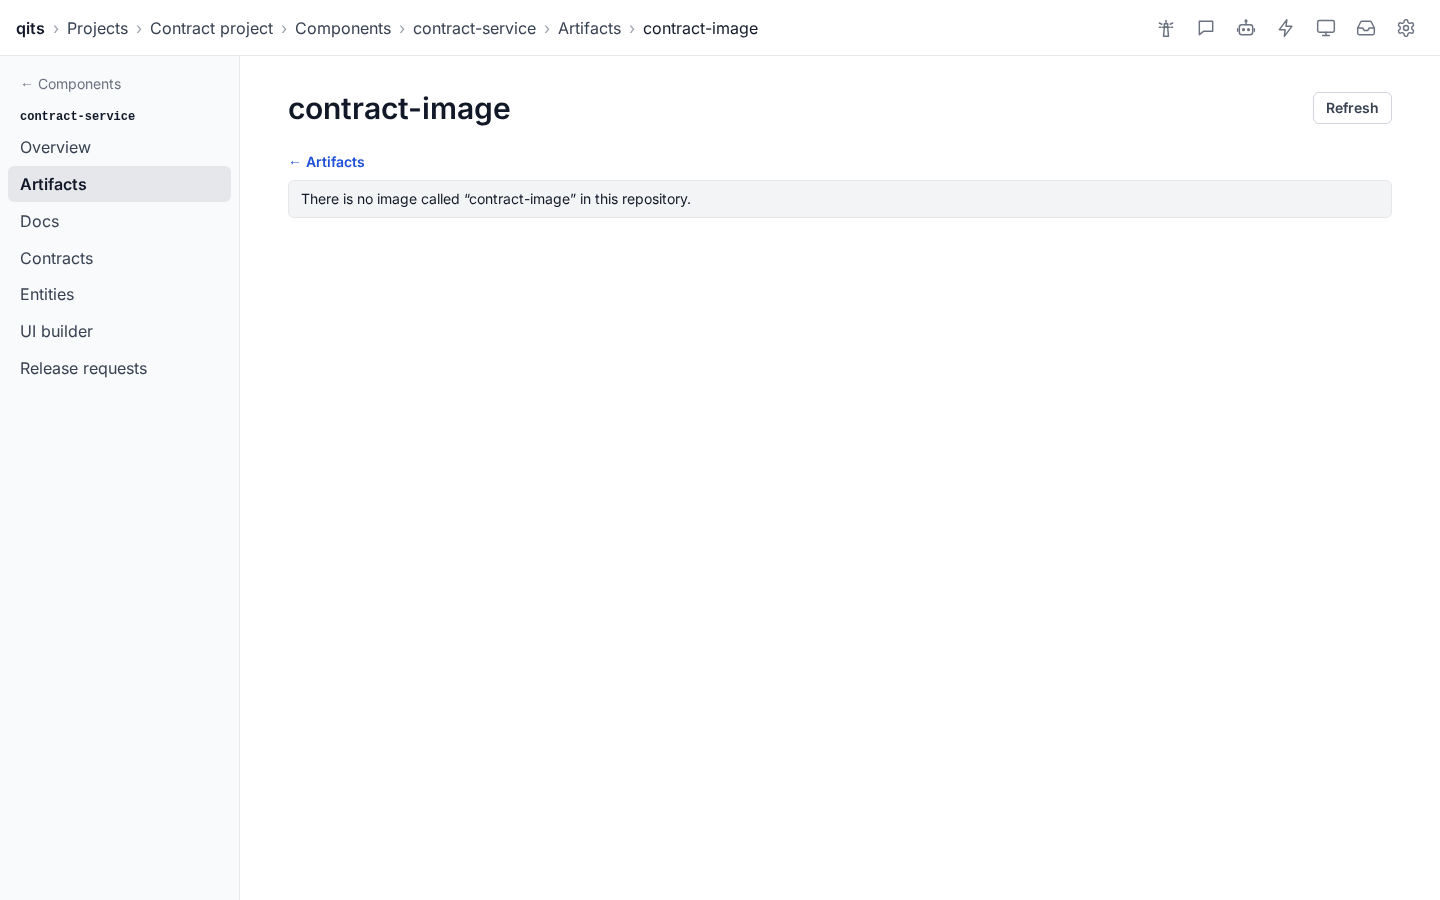 qits › Projects › Contract project › Components › contract-service › Artifacts › contract-image
← Components
contract-service
Overview
Artifacts
Docs
Contracts
Entities
UI builder
Release requests
contract-image
Refresh
← Artifacts
There is no image called “contract-image” in this repository.